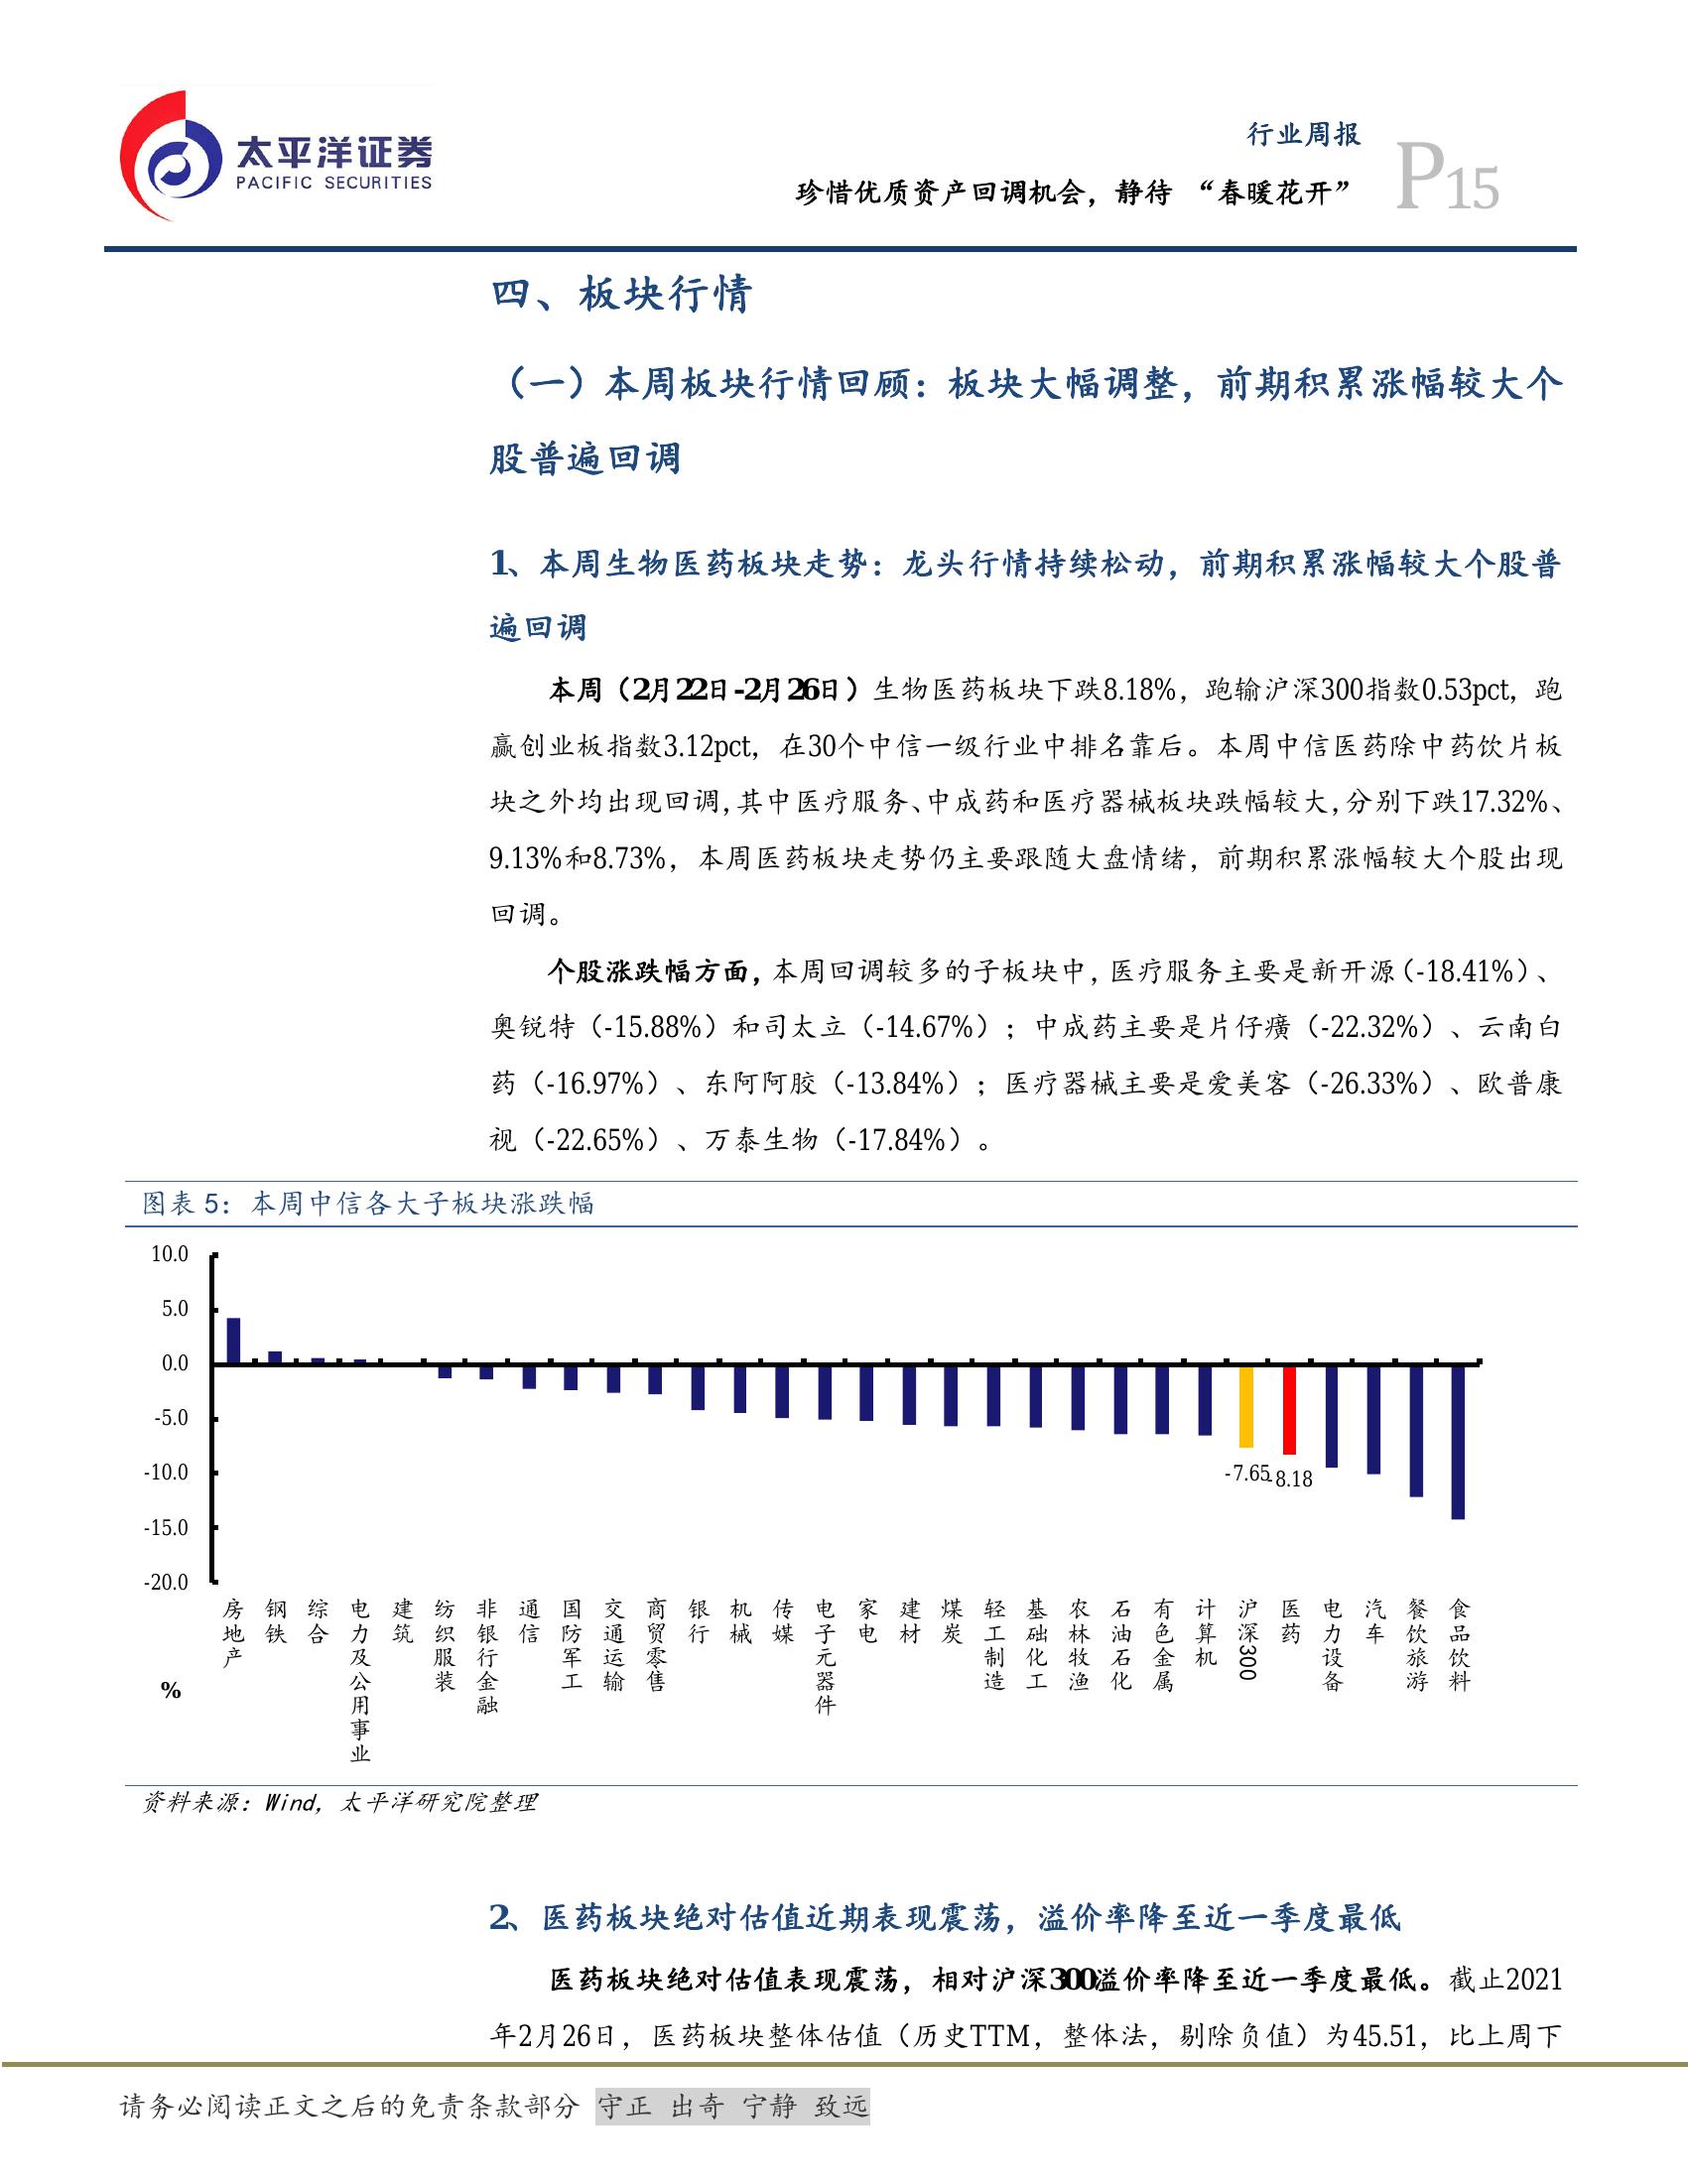 太平洋证券
PACIFIC SECURITIES
行业周报
珍惜优质资产回调机会，静待 “春暖花开”
P15
四、板块行情
（一）本周板块行情回顾：板块大幅调整，前期积累涨幅较大个
股普遍回调
1、本周生物医药板块走势：龙头行情持续松动，前期积累涨幅较大个股普
遍回调
本周（2月22日-2月26日）生物医药板块下跌8.18%，跑输沪深300指数0.53pct，跑
赢创业板指数3.12pct，在30个中信一级行业中排名靠后。本周中信医药除中药饮片板
块之外均出现回调，其中医疗服务、中成药和医疗器械板块跌幅较大，分别下跌17.32%、
9.13%和8.73%，本周医药板块走势仍主要跟随大盘情绪，前期积累涨幅较大个股出现
回调。
个股涨跌幅方面，本周回调较多的子板块中，医疗服务主要是新开源（-18.41%）、
奥锐特（-15.88%）和司太立（-14.67%）；中成药主要是片仔癀（-22.32%）、云南白
药（-16.97%）、东阿阿胶（-13.84%）；医疗器械主要是爱美客（-26.33%）、欧普康
视（-22.65%）、万泰生物（-17.84%）。
图表 5：本周中信各大子板块涨跌幅
10.0
5.0
0.0
-5.0
-10.0
-15.0
-20.0
-7.65
-8.18
%
房地产
钢铁
综合
电力及公用事业
建筑
纺织服装
非银行金融
通信
国防军工
交通运输
商贸零售
银行
机械
传媒
电子元器件
家电
建材
煤炭
轻工制造
基础化工
农林牧渔
石油石化
有色金属
计算机
沪深300
医药
电力设备
汽车
餐饮旅游
食品饮料
资料来源：Wind，太平洋研究院整理
2、医药板块绝对估值近期表现震荡，溢价率降至近一季度最低
医药板块绝对估值表现震荡，相对沪深300溢价率降至近一季度最低。截止2021
年2月26日，医药板块整体估值（历史TTM，整体法，剔除负值）为45.51，比上周下
请务必阅读正文之后的免责条款部分 守正 出奇 宁静 致远